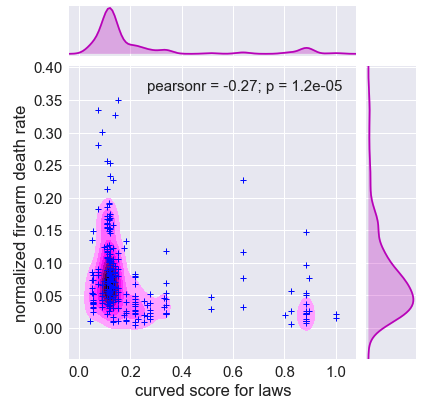 0.40
pearsonr = -0.27; p = 1.2e-05
0.35
0.30
0.25
0.20
0.15
0.10
0.05
0.00
normalized firearm death rate
0.0 0.2 0.4 0.6 0.8 1.0
curved score for laws